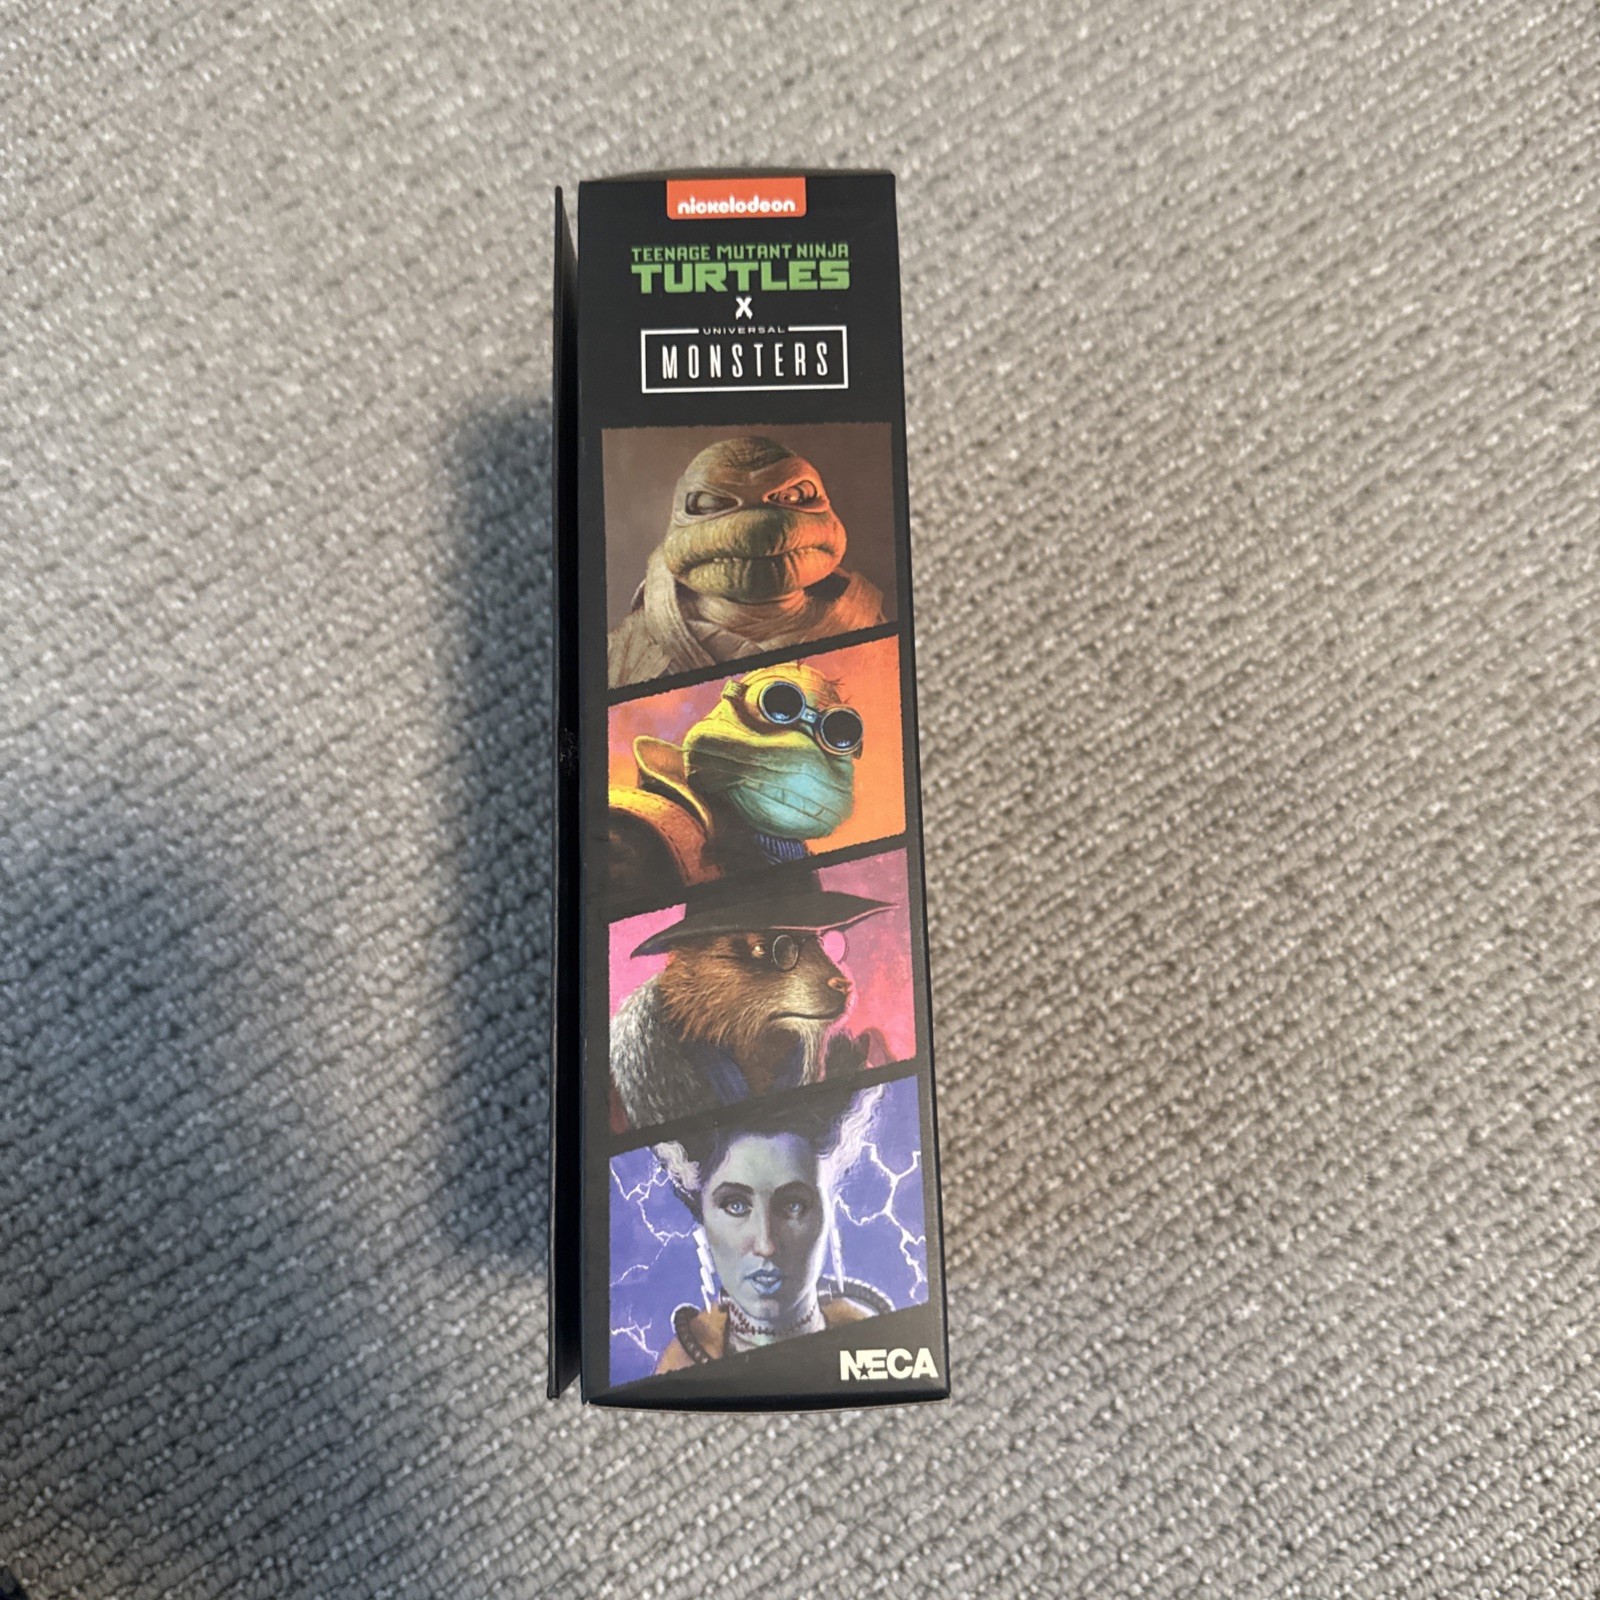 nickelodeon
TEENAGE MUTANT NINJA
TURTLES
X
UNIVERSAL
MONSTERS
NECA